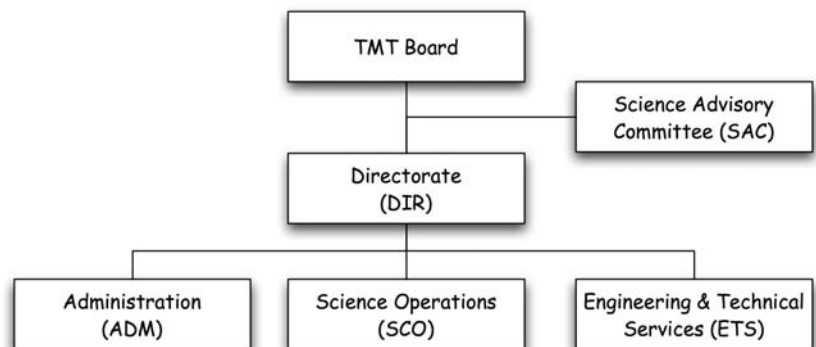 TMT Board
Science Advisory
Committee (SAC)
Directorate
(DIR)
Administration
(ADM)
Science Operations
(SCO)
Engineering & Technical
Services (ETS)